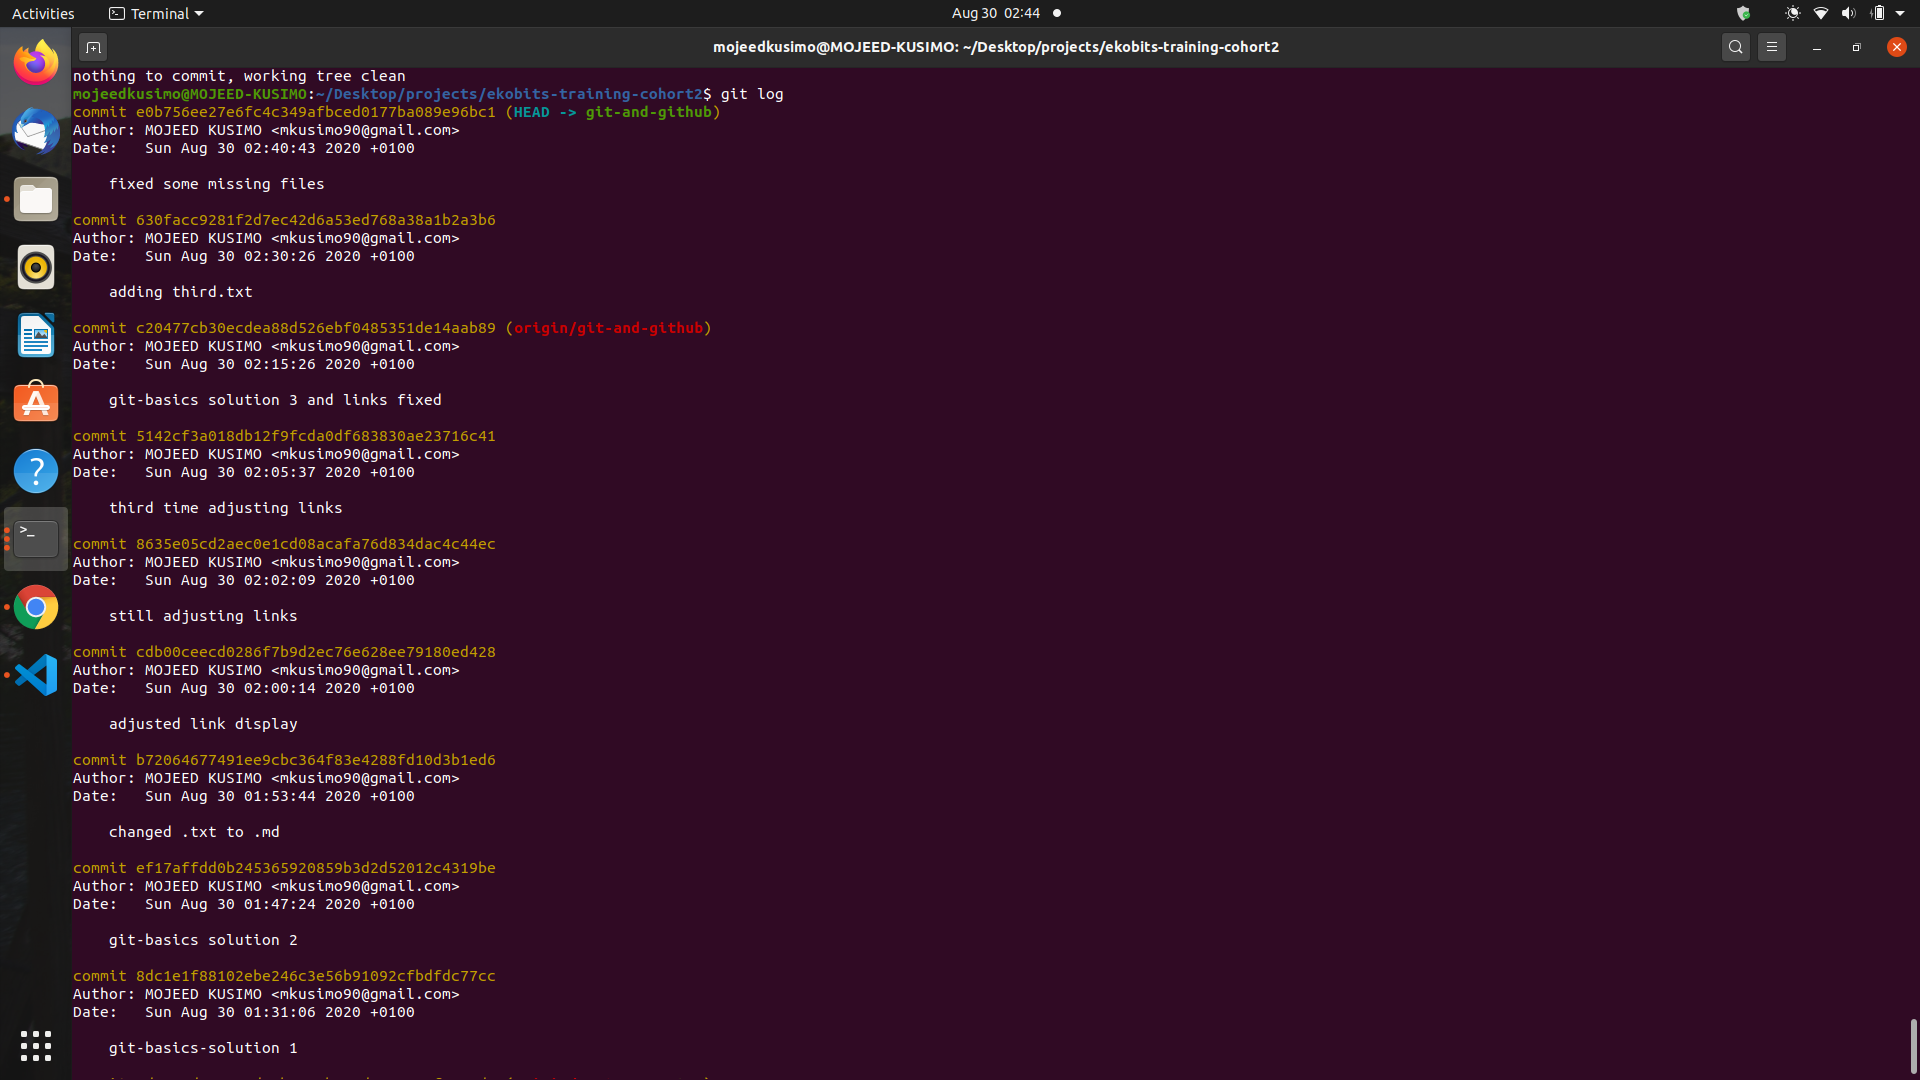 Activities
Terminal
Aug 30 02:44
mojeedkusimo@MOJEED-KUSIMO: ~/Desktop/projects/ekobits-training-cohort2
nothing to commit, working tree clean
mojeedkusimo@MOJEED-KUSIMO:~/Desktop/projects/ekobits-training-cohort2$ git log
commit e0b756ee27e6fc4c349afbced0177ba089e96bc1 (HEAD -> git-and-github)
Author: MOJEED KUSIMO <mkusimo90@gmail.com>
Date:   Sun Aug 30 02:40:43 2020 +0100
    fixed some missing files
commit 630facc9281f2d7ec42d6a53ed768a38a1b2a3b6
Author: MOJEED KUSIMO <mkusimo90@gmail.com>
Date:   Sun Aug 30 02:30:26 2020 +0100
    adding third.txt
commit c20477cb30ecdea88d526ebf0485351de14aab89 (origin/git-and-github)
Author: MOJEED KUSIMO <mkusimo90@gmail.com>
Date:   Sun Aug 30 02:15:26 2020 +0100
    git-basics solution 3 and links fixed
commit 5142cf3a018db12f9fcda0df683830ae23716c41
Author: MOJEED KUSIMO <mkusimo90@gmail.com>
Date:   Sun Aug 30 02:05:37 2020 +0100
    third time adjusting links
commit 8635e05cd2aec0e1cd08acafa76d834dac4c44ec
Author: MOJEED KUSIMO <mkusimo90@gmail.com>
Date:   Sun Aug 30 02:02:09 2020 +0100
    still adjusting links
commit cdb00ceecd0286f7b9d2ec76e628ee79180ed428
Author: MOJEED KUSIMO <mkusimo90@gmail.com>
Date:   Sun Aug 30 02:00:14 2020 +0100
    adjusted link display
commit b72064677491ee9cbc364f83e4288fd10d3b1ed6
Author: MOJEED KUSIMO <mkusimo90@gmail.com>
Date:   Sun Aug 30 01:53:44 2020 +0100
    changed .txt to .md
commit ef17affdd0b245365920859b3d2d52012c4319be
Author: MOJEED KUSIMO <mkusimo90@gmail.com>
Date:   Sun Aug 30 01:47:24 2020 +0100
    git-basics solution 2
commit 8dc1e1f88102ebe246c3e56b91092cfbdfdc77cc
Author: MOJEED KUSIMO <mkusimo90@gmail.com>
Date:   Sun Aug 30 01:31:06 2020 +0100
    git-basics-solution 1